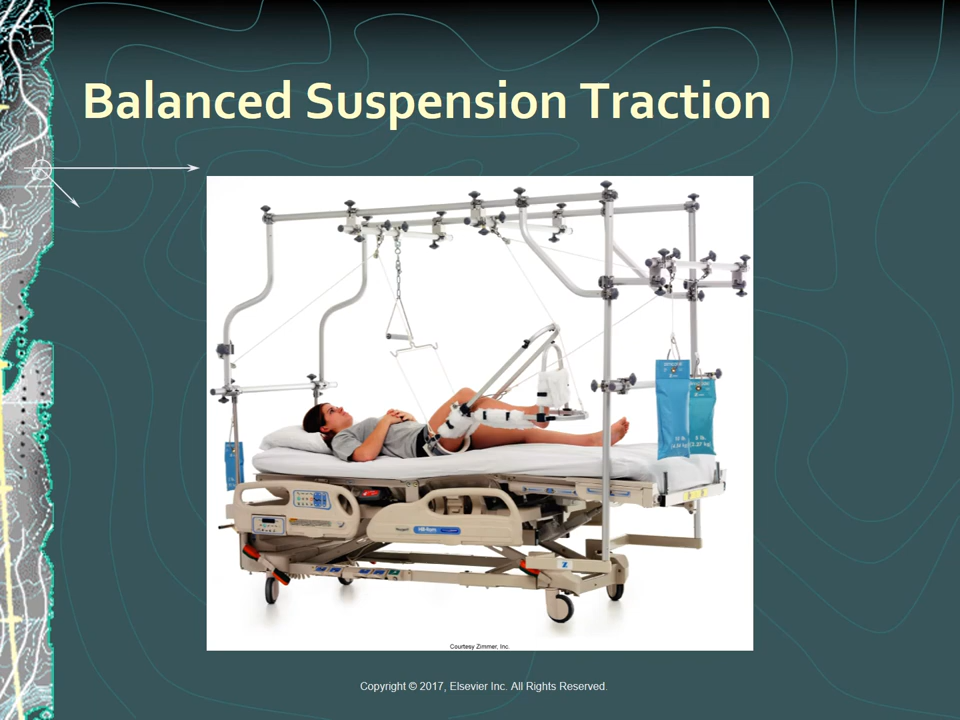 Balanced Suspension Traction
Courtesy Zimmer, Inc.
Copyright © 2017, Elsevier Inc. All Rights Reserved.